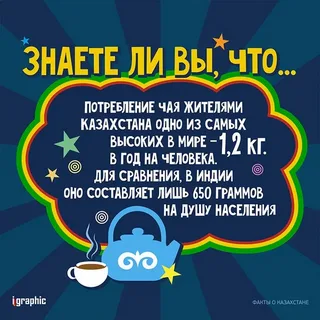 ЗНАЕТЕ ЛИ ВЫ, ЧТО...
ПОТРЕБЛЕНИЕ ЧАЯ ЖИТЕЛЯМИ
КАЗАХСТАНА ОДНО ИЗ САМЫХ
ВЫСОКИХ В МИРЕ – 1,2 КГ.
В ГОД НА ЧЕЛОВЕКА.
ДЛЯ СРАВНЕНИЯ, В ИНДИИ
ОНО СОСТАВЛЯЕТ ЛИШЬ 650 ГРАММОВ
НА ДУШУ НАСЕЛЕНИЯ
igraphic
ФАКТЫ О КАЗАХСТАНЕ